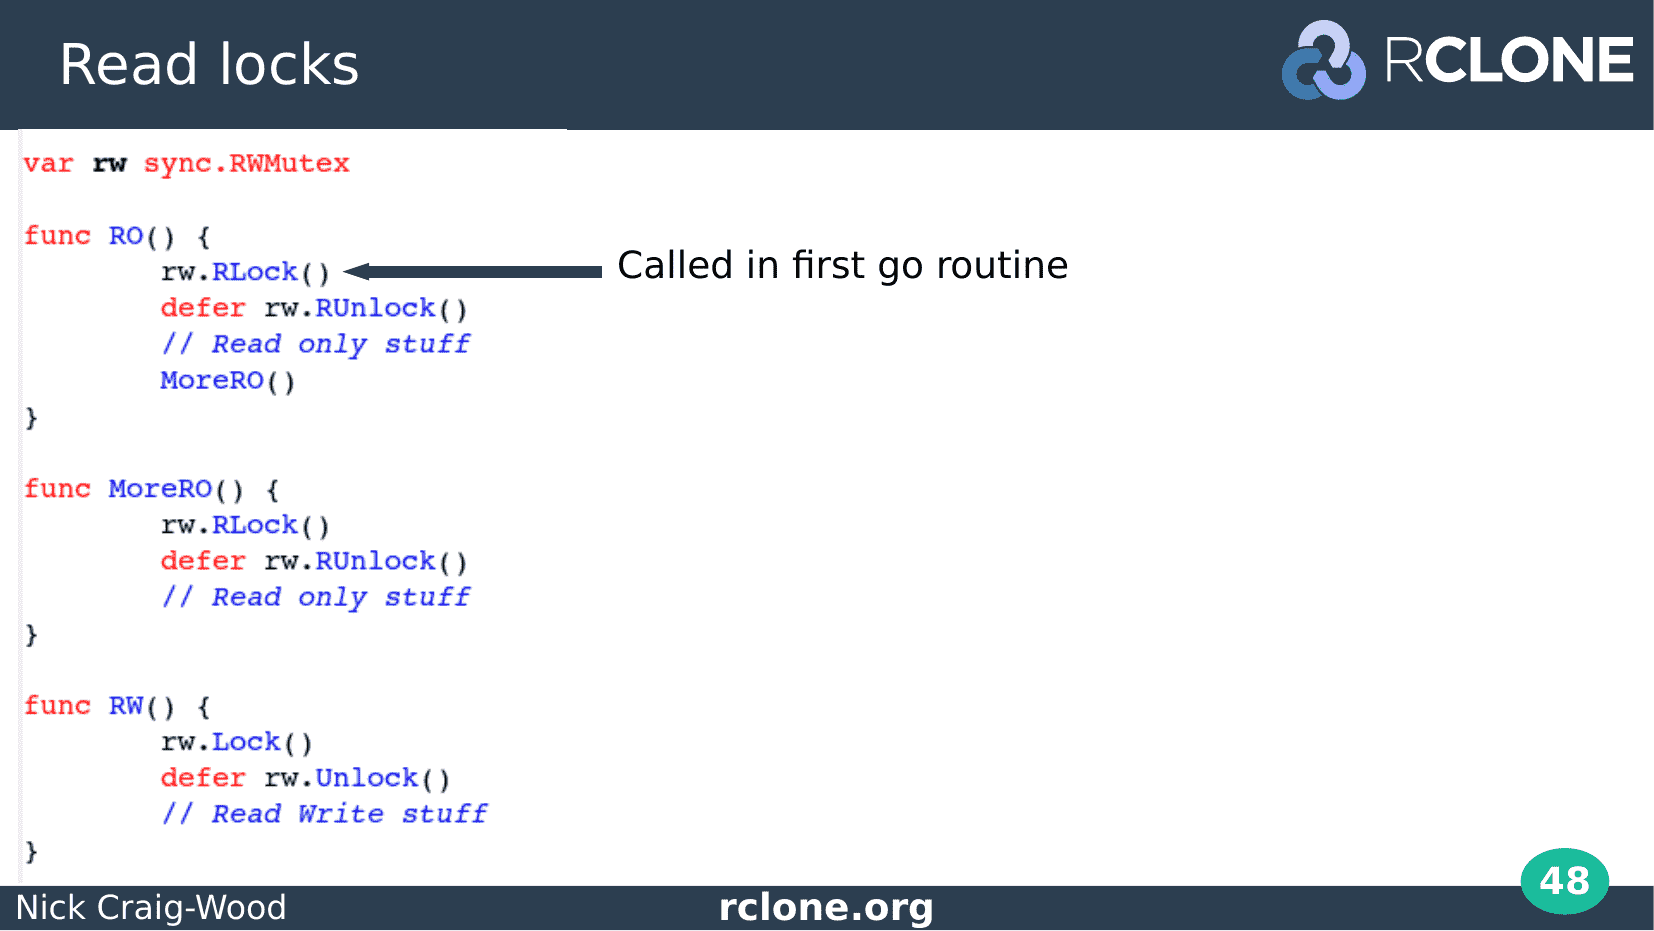 Read locks
RCLONE
var rw sync.RWMutex
func RO() {
rw.RLock()
Called in first go routine
defer rw.RUnlock()
// Read only stuff
MoreRO()
}
func MoreRO() {
rw.RLock()
defer rw.RUnlock()
// Read only stuff
}
func RW() {
rw.Lock()
defer rw.Unlock()
// Read Write stuff
}
Nick Craig-Wood
rclone.org
48